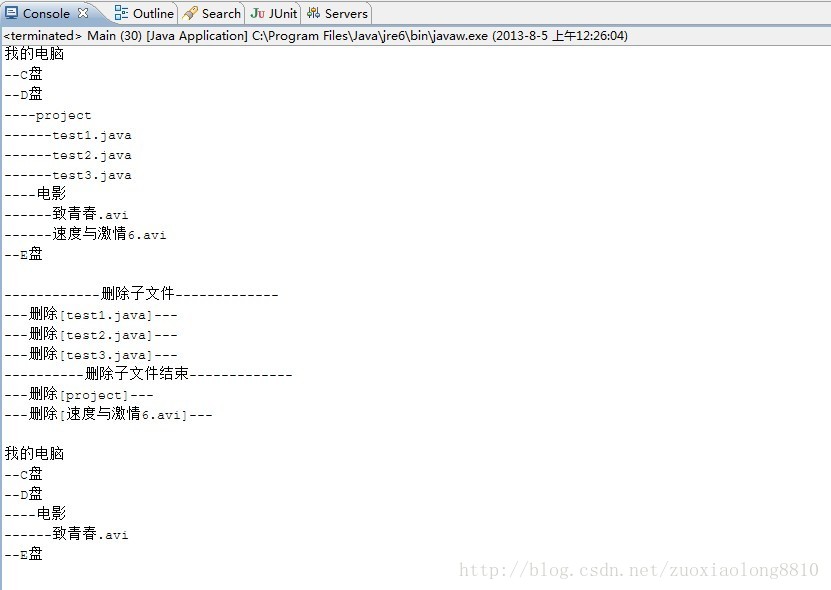 Console Outline Search JUnit Servers
<terminated> Main (30) [Java Application] C:\Program Files\Java\jre6\bin\javaw.exe (2013-8-5 上午12:26:04)
我的电脑
--C盘
--D盘
----project
------test1.java
------test2.java
------test3.java
----电影
------致青春.avi
------速度与激情6.avi
--E盘
------------删除子文件-------------
---删除[test1.java]---
---删除[test2.java]---
---删除[test3.java]---
----------删除子文件结束-------------
---删除[project]---
---删除[速度与激情6.avi]---
我的电脑
--C盘
--D盘
----电影
------致青春.avi
--E盘
http://blog.csdn.net/zuoxiaolong8810